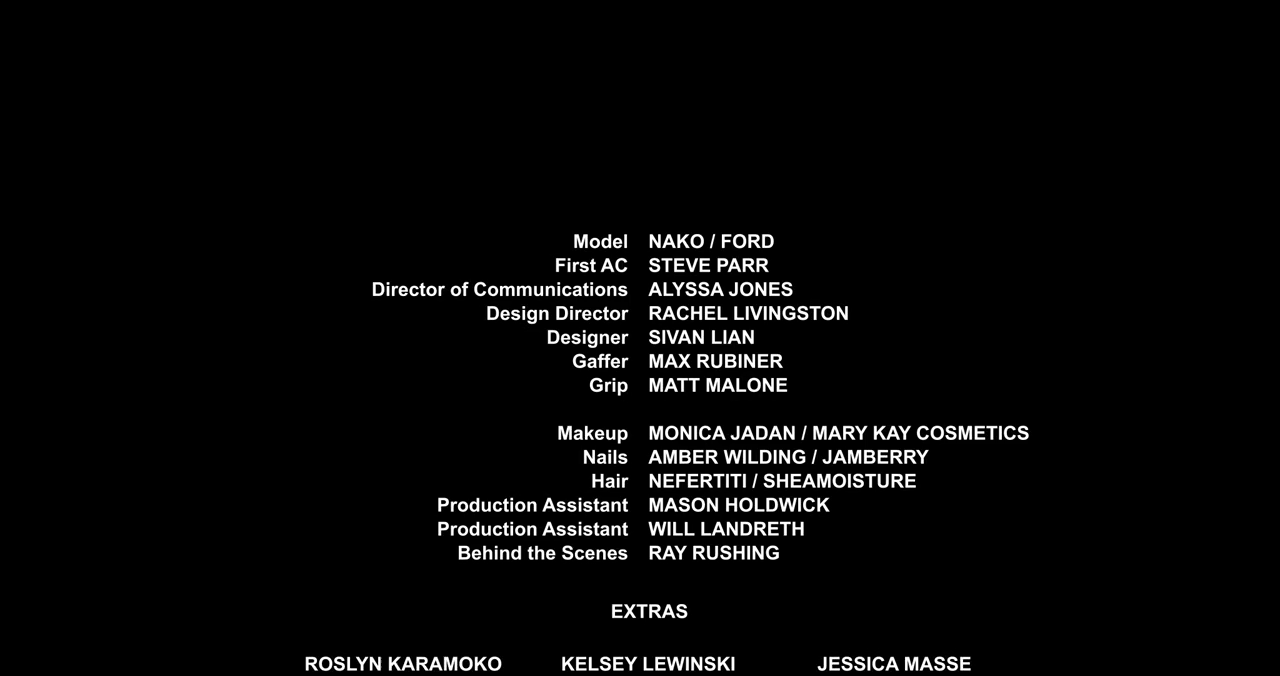 Model NAKO / FORD
First AC STEVE PARR
Director of Communications ALYSSA JONES
Design Director RACHEL LIVINGSTON
Designer SIVAN LIAN
Gaffer MAX RUBINER
Grip MATT MALONE
Makeup MONICA JADAN / MARY KAY COSMETICS
Nails AMBER WILDING / JAMBERRY
Hair NEFERTITI / SHEAMOISTURE
Production Assistant MASON HOLDWICK
Production Assistant WILL LANDRETH
Behind the Scenes RAY RUSHING
EXTRAS
ROSLYN KARAMOKO KELSEY LEWINSKI JESSICA MASSE